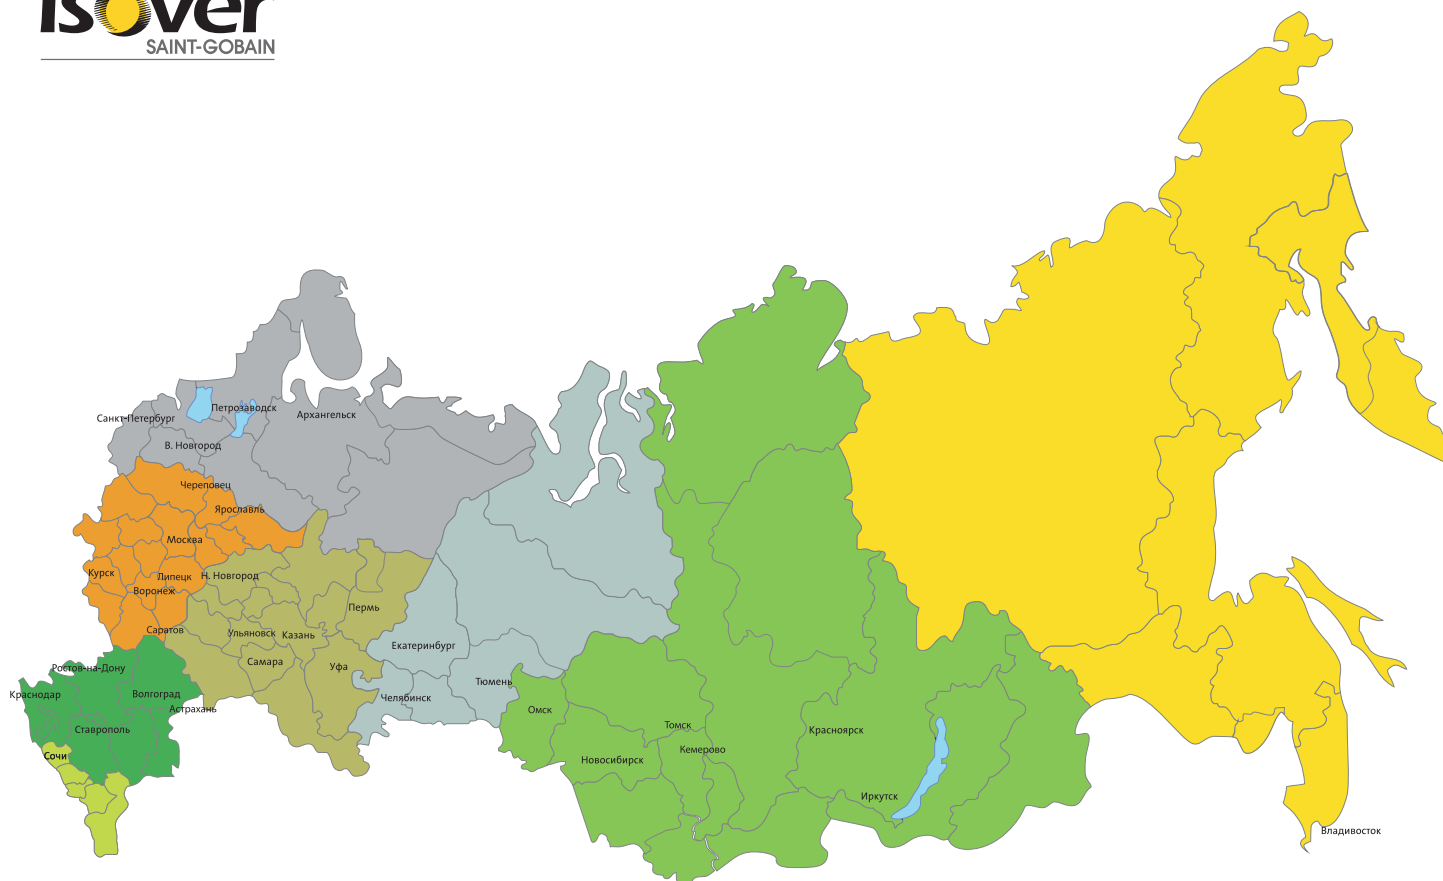 isover
SAINT-GOBAIN
Петрозаводск
Архангельск
Санкт-Петербург
В. Новгород
Череповец
Ярославль
Москва
Курск
Липецк
Н. Новгород
Воронеж
Пермь
Саратов
Ульяновск
Казань
Екатеринбург
Самара
Уфа
Ростов-на-Дону
Тюмень
Краснодар
Волгоград
Челябинск
Астрахань
Омск
Ставрополь
Томск
Красноярск
Сочи
Кемерово
Новосибирск
Иркутск
Владивосток